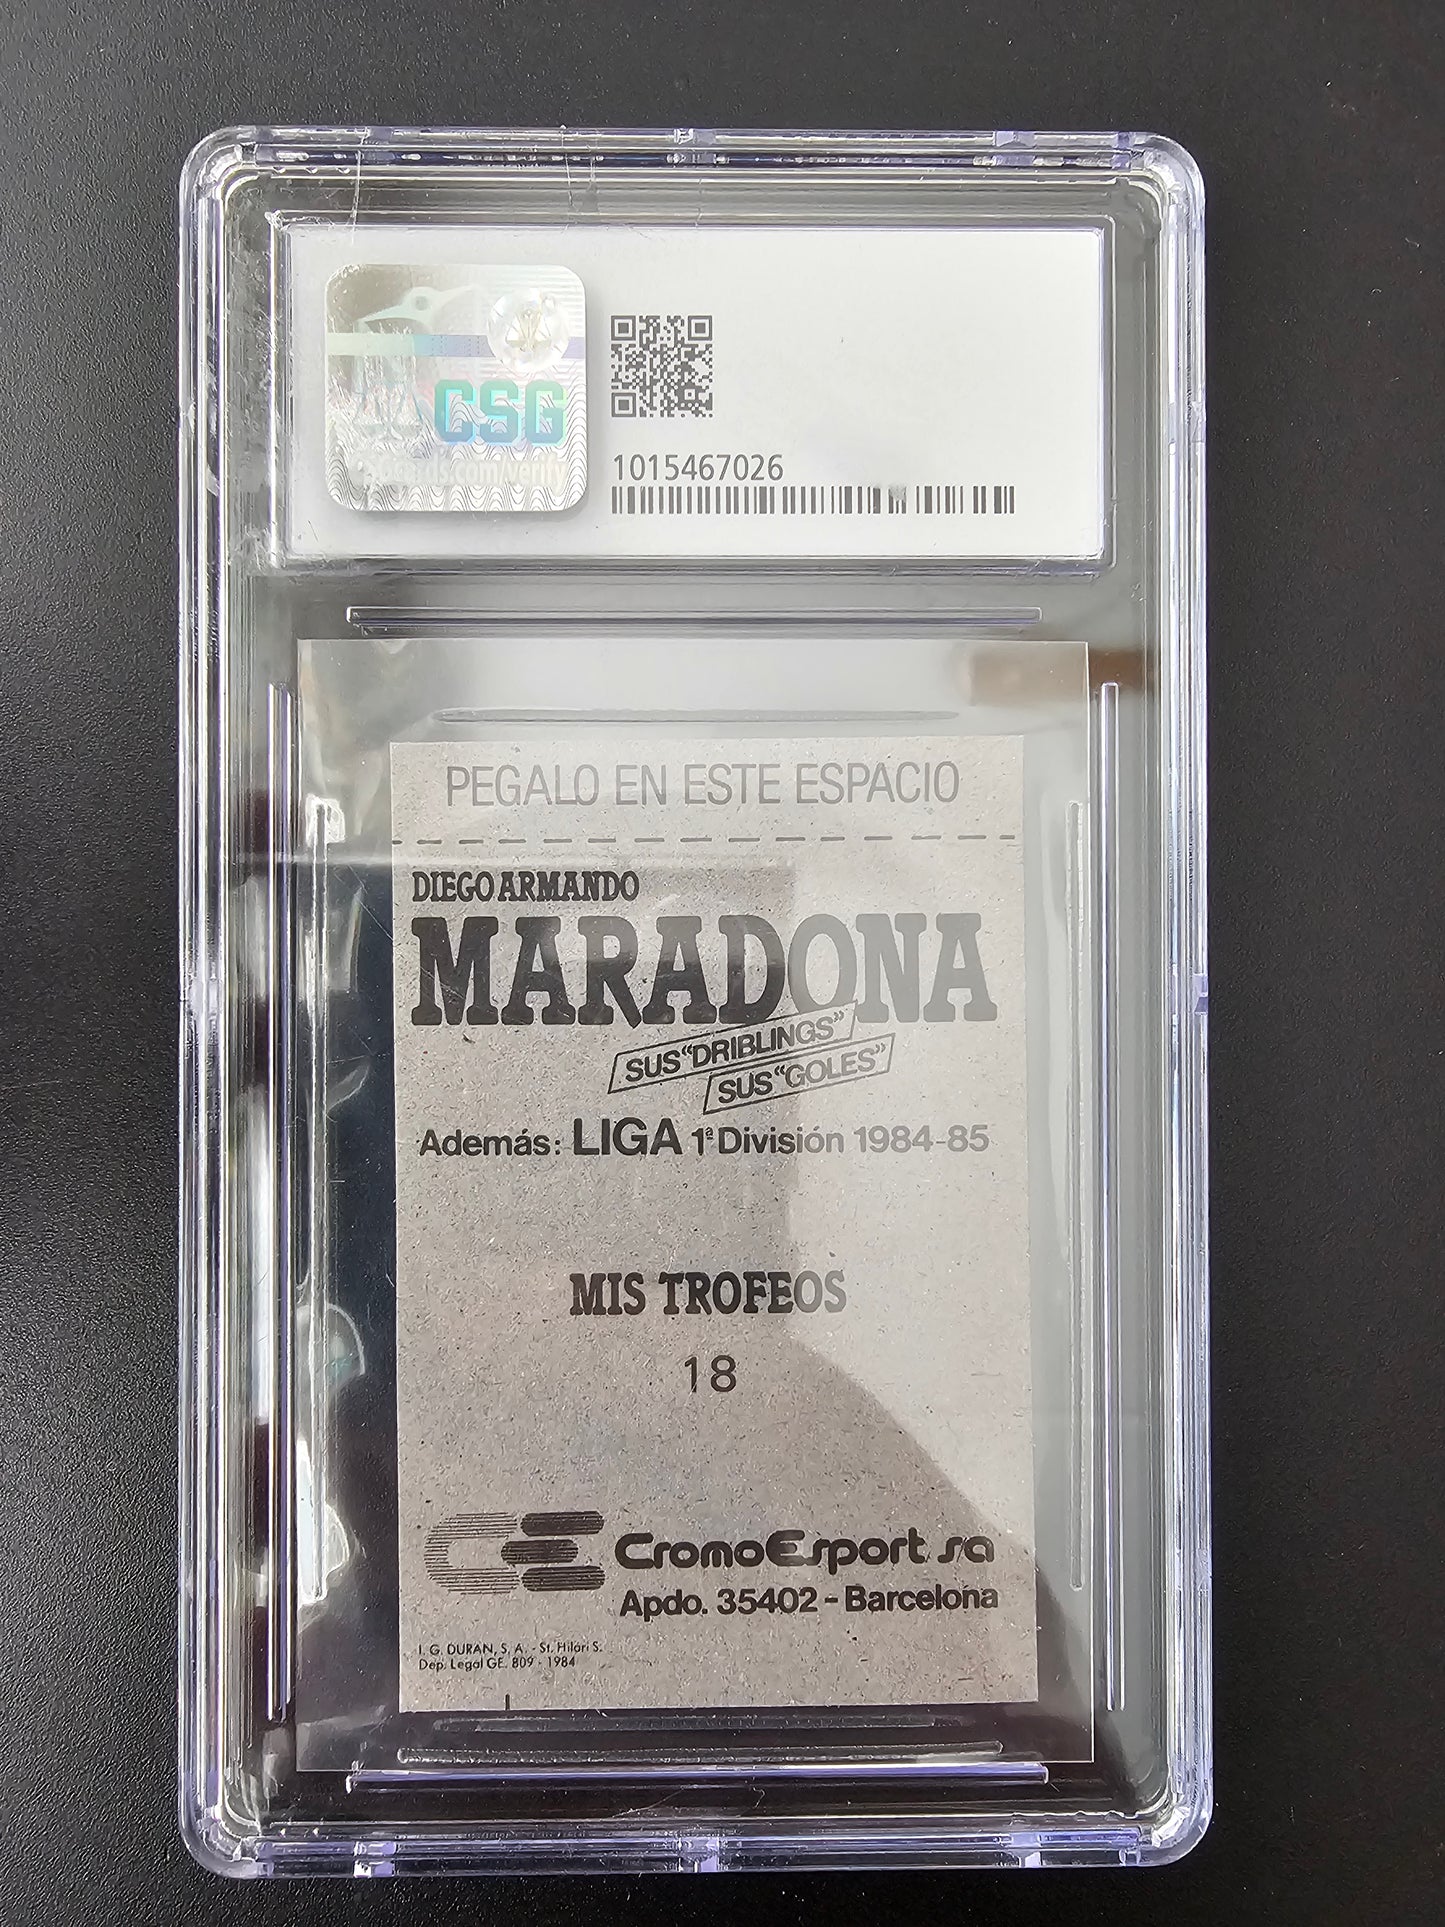 CSG
1015467026
PEGALO EN ESTE ESPACIO
DIEGO ARMANDO
MARADONA
SUS "DRIBLINGS"
SUS "GOLES"
Además: LIGA 1ª División 1984-85
MIS TROFEOS
18
CromoEsport sa
Apdo. 35402 - Barcelona
I. G. DURAN, S. A. - St. Hilari S.
Dep. Legal GE. 809 - 1984